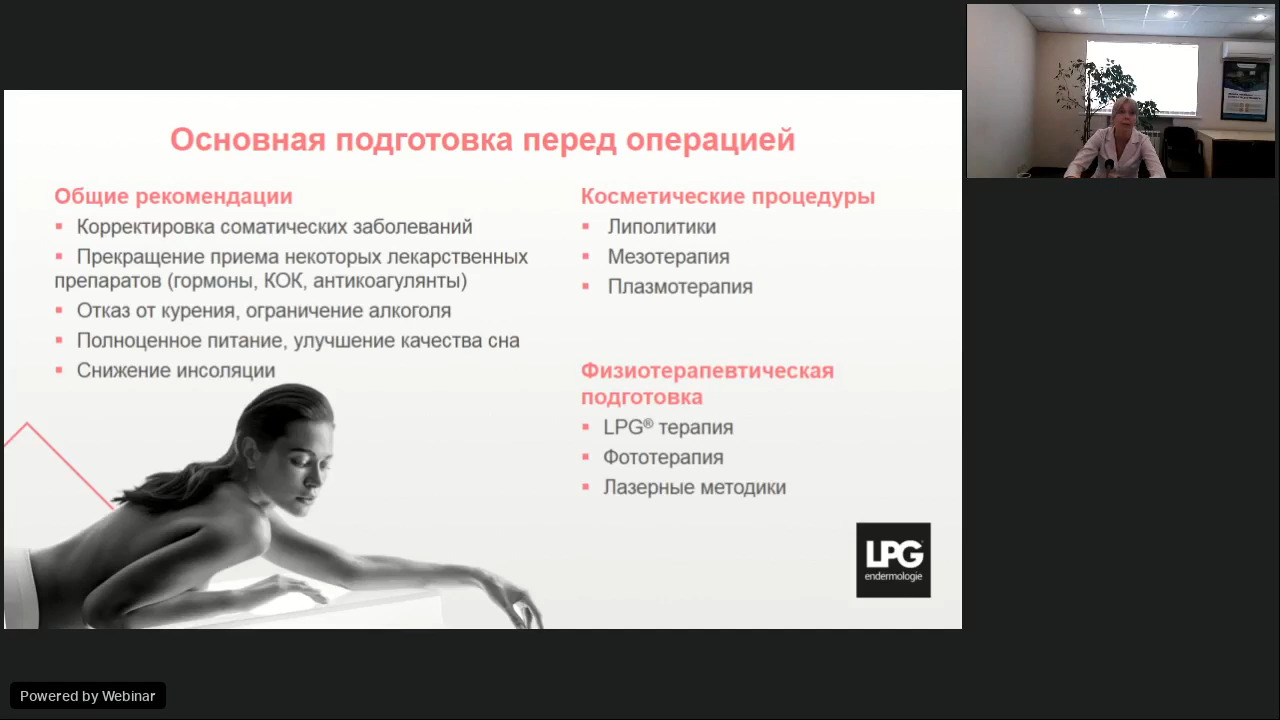 Основная подготовка перед операцией
Общие рекомендации
▪ Корректировка соматических заболеваний
▪ Прекращение приема некоторых лекарственных
препаратов (гормоны, КОК, антикоагулянты)
▪ Отказ от курения, ограничение алкоголя
▪ Полноценное питание, улучшение качества сна
▪ Снижение инсоляции
Косметические процедуры
▪ Липолитики
▪ Мезотерапия
▪ Плазмотерапия
Физиотерапевтическая
подготовка
▪ LPG® терапия
▪ Фототерапия
▪ Лазерные методики
LPG
endermologie
Powered by Webinar